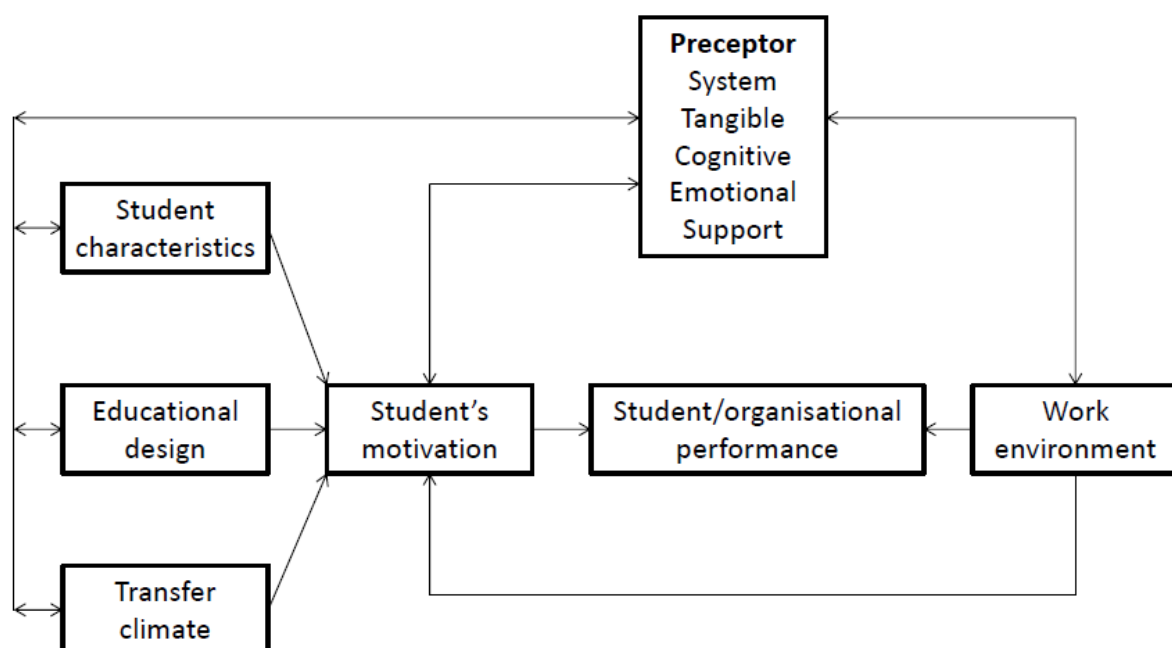 Preceptor
System
Tangible
Cognitive
Emotional
Support
Student
characteristics
Educational
design
Student’s
motivation
Student/organisational
performance
Work
environment
Transfer
climate